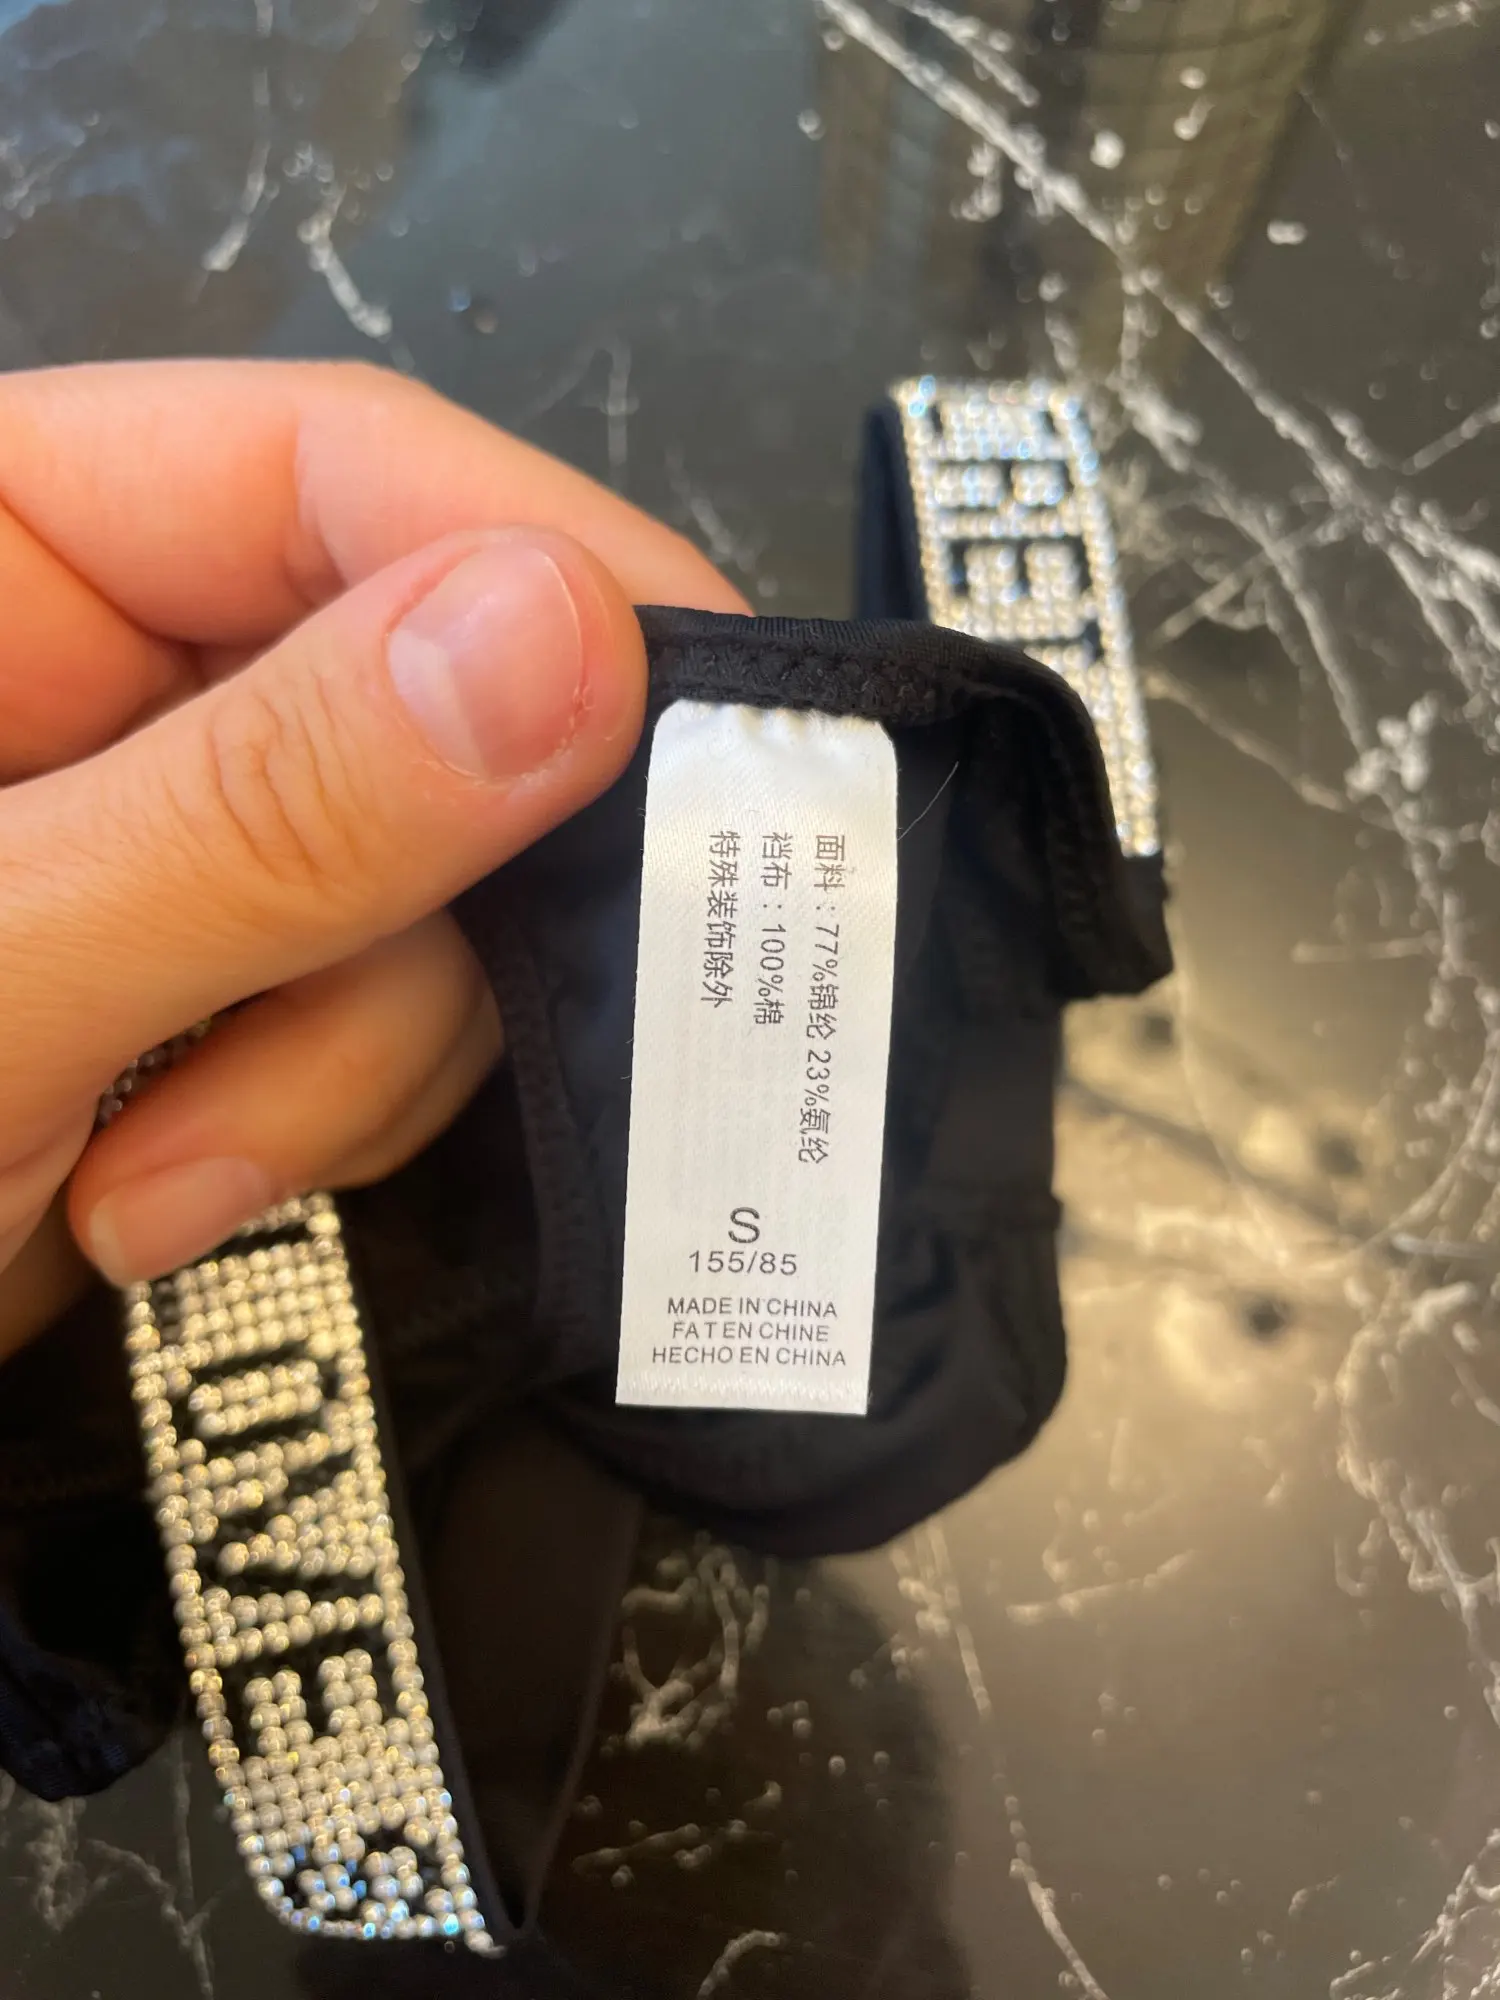 面料：77%锦纶 23%氨纶
裆布：100%棉
特殊装饰除外
S
155/85
MADE IN CHINA
FAT EN CHINE
HECHO EN CHINA
LOVE